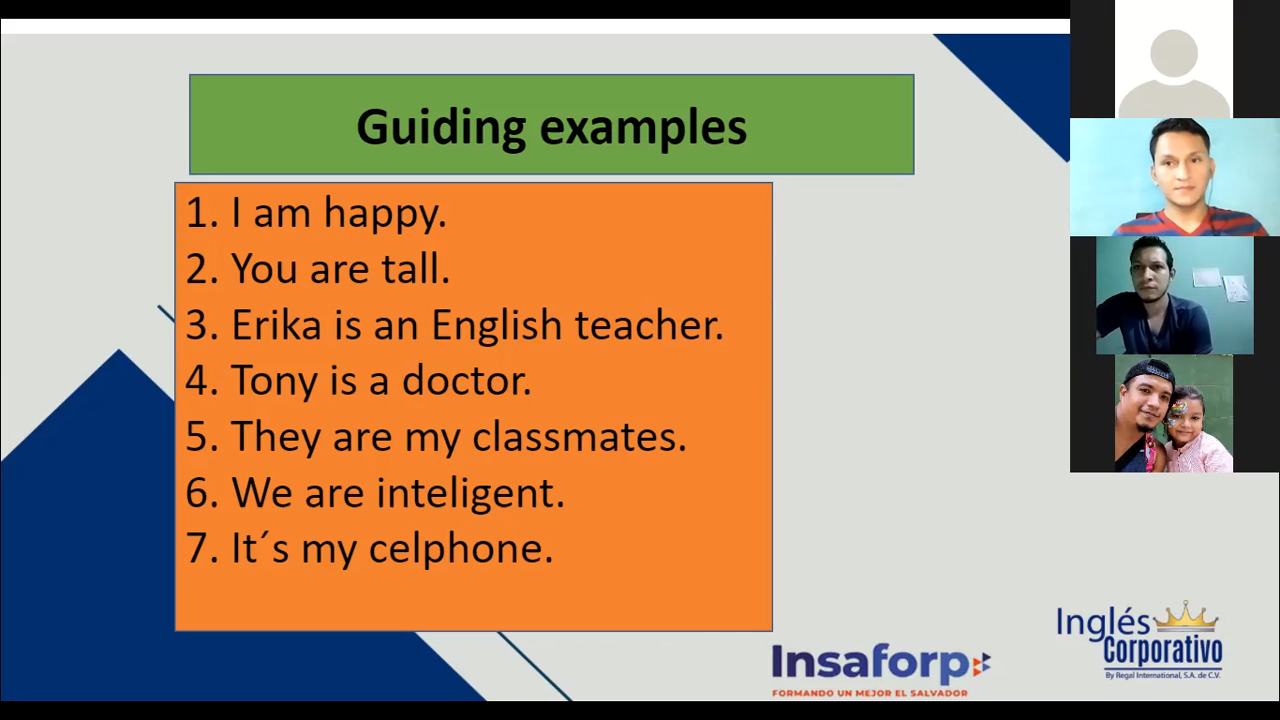 Guiding examples
1. I am happy.
2. You are tall.
3. Erika is an English teacher.
4. Tony is a doctor.
5. They are my classmates.
6. We are inteligent.
7. It´s my celphone.
Insaforp
FORMANDO UN MEJOR EL SALVADOR
Inglés
Corporativo
By Regal International, S.A. de C.V.